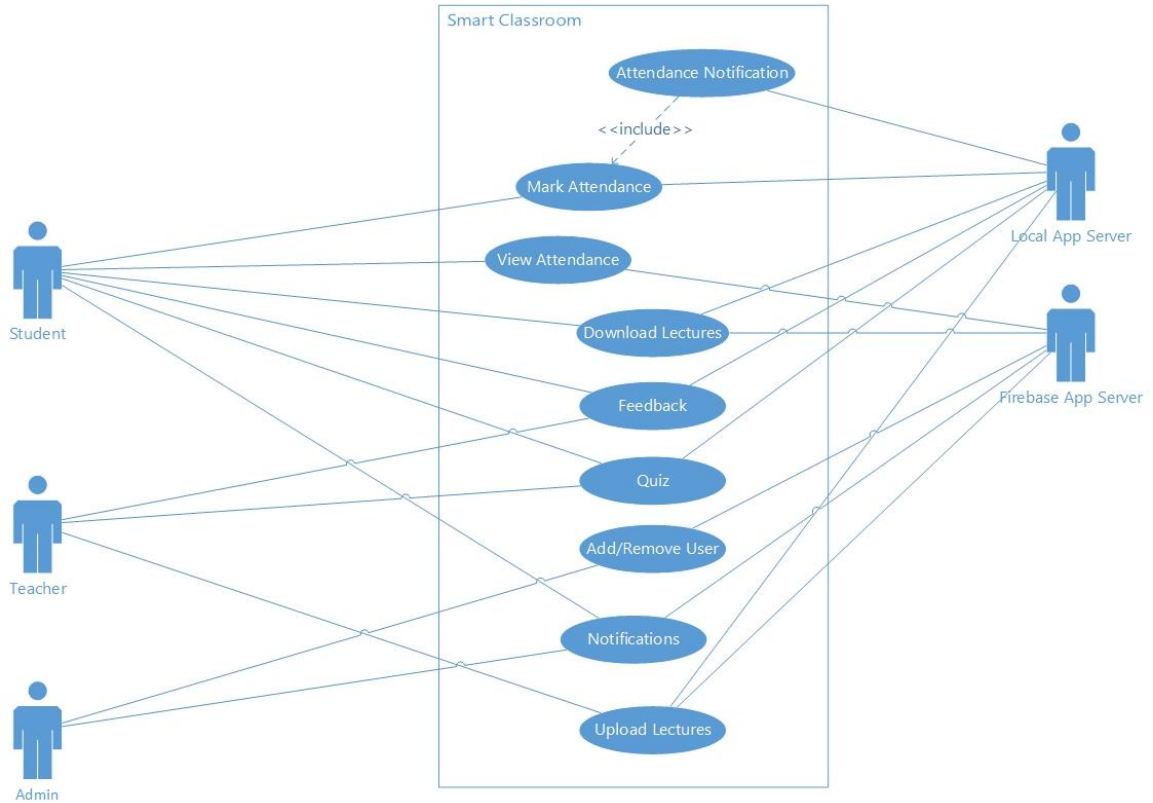 Smart Classroom
Attendance Notification
<<include>>
Mark Attendance
Local App Server
View Attendance
Student
Download Lectures
Firebase App Server
Feedback
Quiz
Add/Remove User
Teacher
Notifications
Upload Lectures
Admin